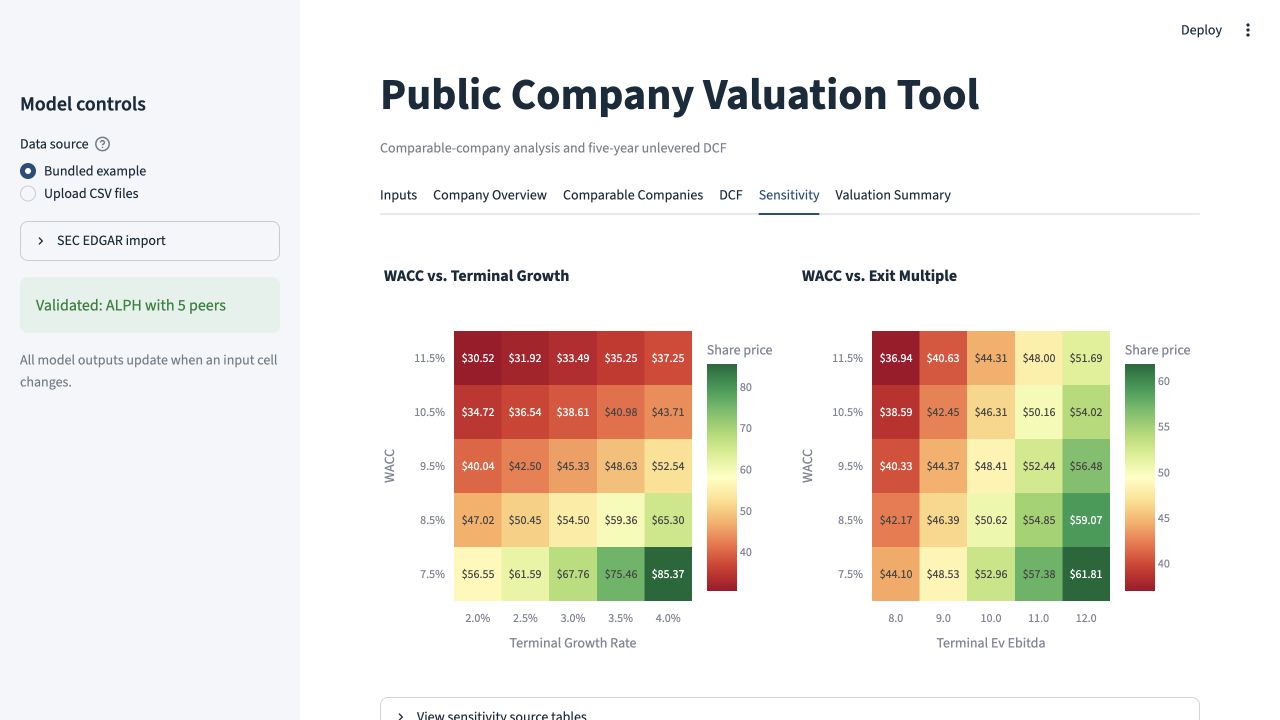 Deploy
Model controls
Data source
Bundled example
Upload CSV files
SEC EDGAR import
Validated: ALPH with 5 peers
All model outputs update when an input cell
changes.
Public Company Valuation Tool
Comparable-company analysis and five-year unlevered DCF
Inputs Company Overview Comparable Companies DCF Sensitivity Valuation Summary
WACC vs. Terminal Growth
WACC
11.5% $30.52 $31.92 $33.49 $35.25 $37.25
10.5% $34.72 $36.54 $38.61 $40.98 $43.71
9.5% $40.04 $42.50 $45.33 $48.63 $52.54
8.5% $47.02 $50.45 $54.50 $59.36 $65.30
7.5% $56.55 $61.59 $67.76 $75.46 $85.37
2.0% 2.5% 3.0% 3.5% 4.0%
Terminal Growth Rate
Share price
80
70
60
50
40
WACC vs. Exit Multiple
WACC
11.5% $36.94 $40.63 $44.31 $48.00 $51.69
10.5% $38.59 $42.45 $46.31 $50.16 $54.02
9.5% $40.33 $44.37 $48.41 $52.44 $56.48
8.5% $42.17 $46.39 $50.62 $54.85 $59.07
7.5% $44.10 $48.53 $52.96 $57.38 $61.81
8.0 9.0 10.0 11.0 12.0
Terminal Ev Ebitda
Share price
60
55
50
45
40
View sensitivity source tables